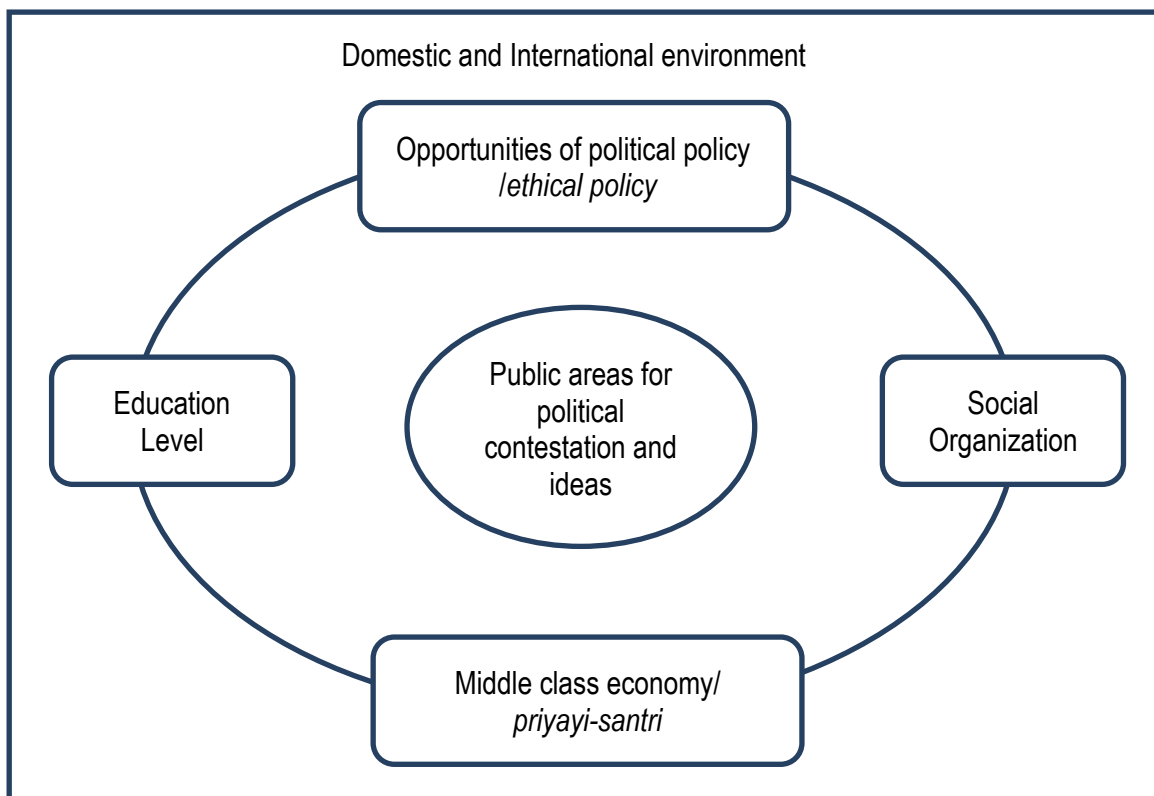 Domestic and International environment
Opportunities of political policy
/ethical policy
Education
Level
Public areas for
political
contestation and
ideas
Social
Organization
Middle class economy/
priyayi-santri